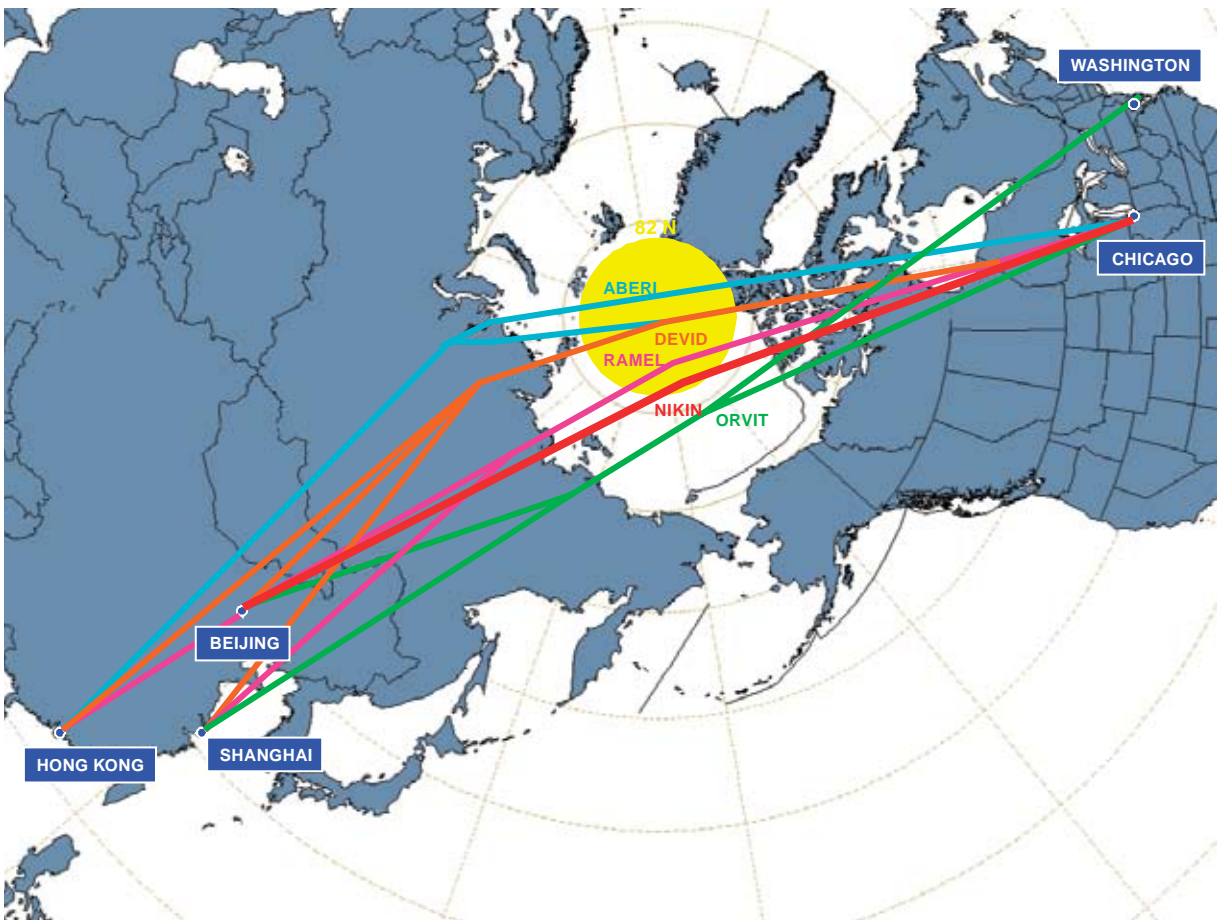 WASHINGTON
82 N
CHICAGO
ABERI
DEVID
RAMEL
NIKIN
ORVIT
BEIJING
SHANGHAI
HONG KONG